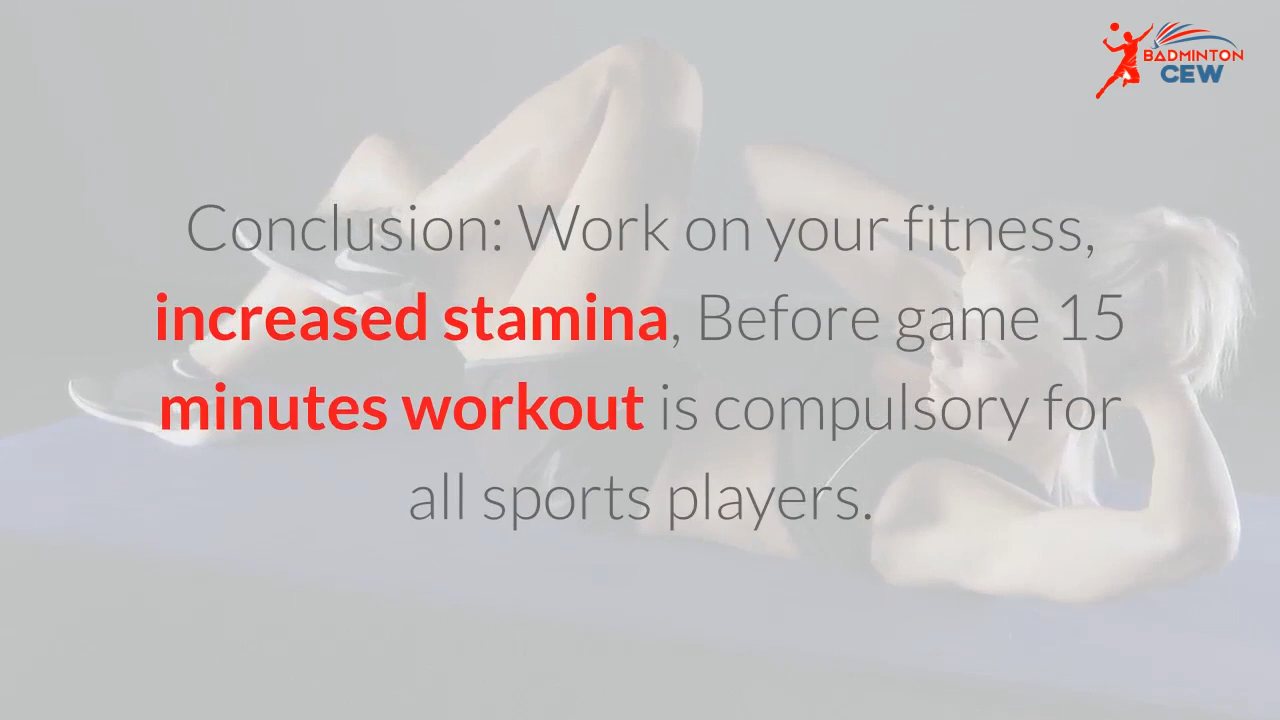 BADMINTON
CEW
Conclusion: Work on your fitness,
increased stamina, Before game 15
minutes workout is compulsory for
all sports players.